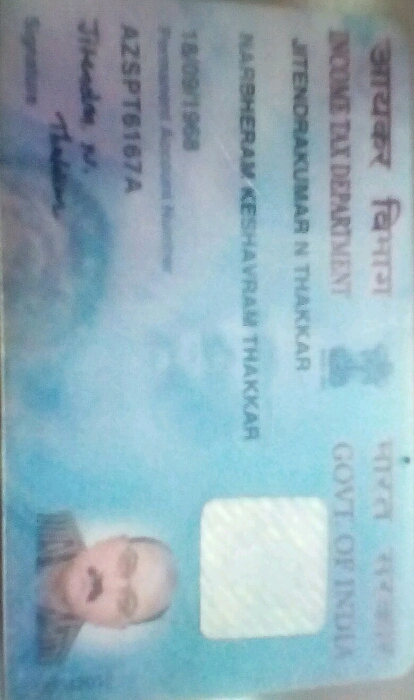 आयकर विभाग
भारत सरकार
INCOME TAX DEPARTMENT
GOVT. OF INDIA
JITENDRAKUMAR N THAKKAR
NARBHERAM KESHAVRAM THAKKAR
18/09/1968
Permanent Account Number
AZSPT6167A
Jitendra N. Thakkar
Signature